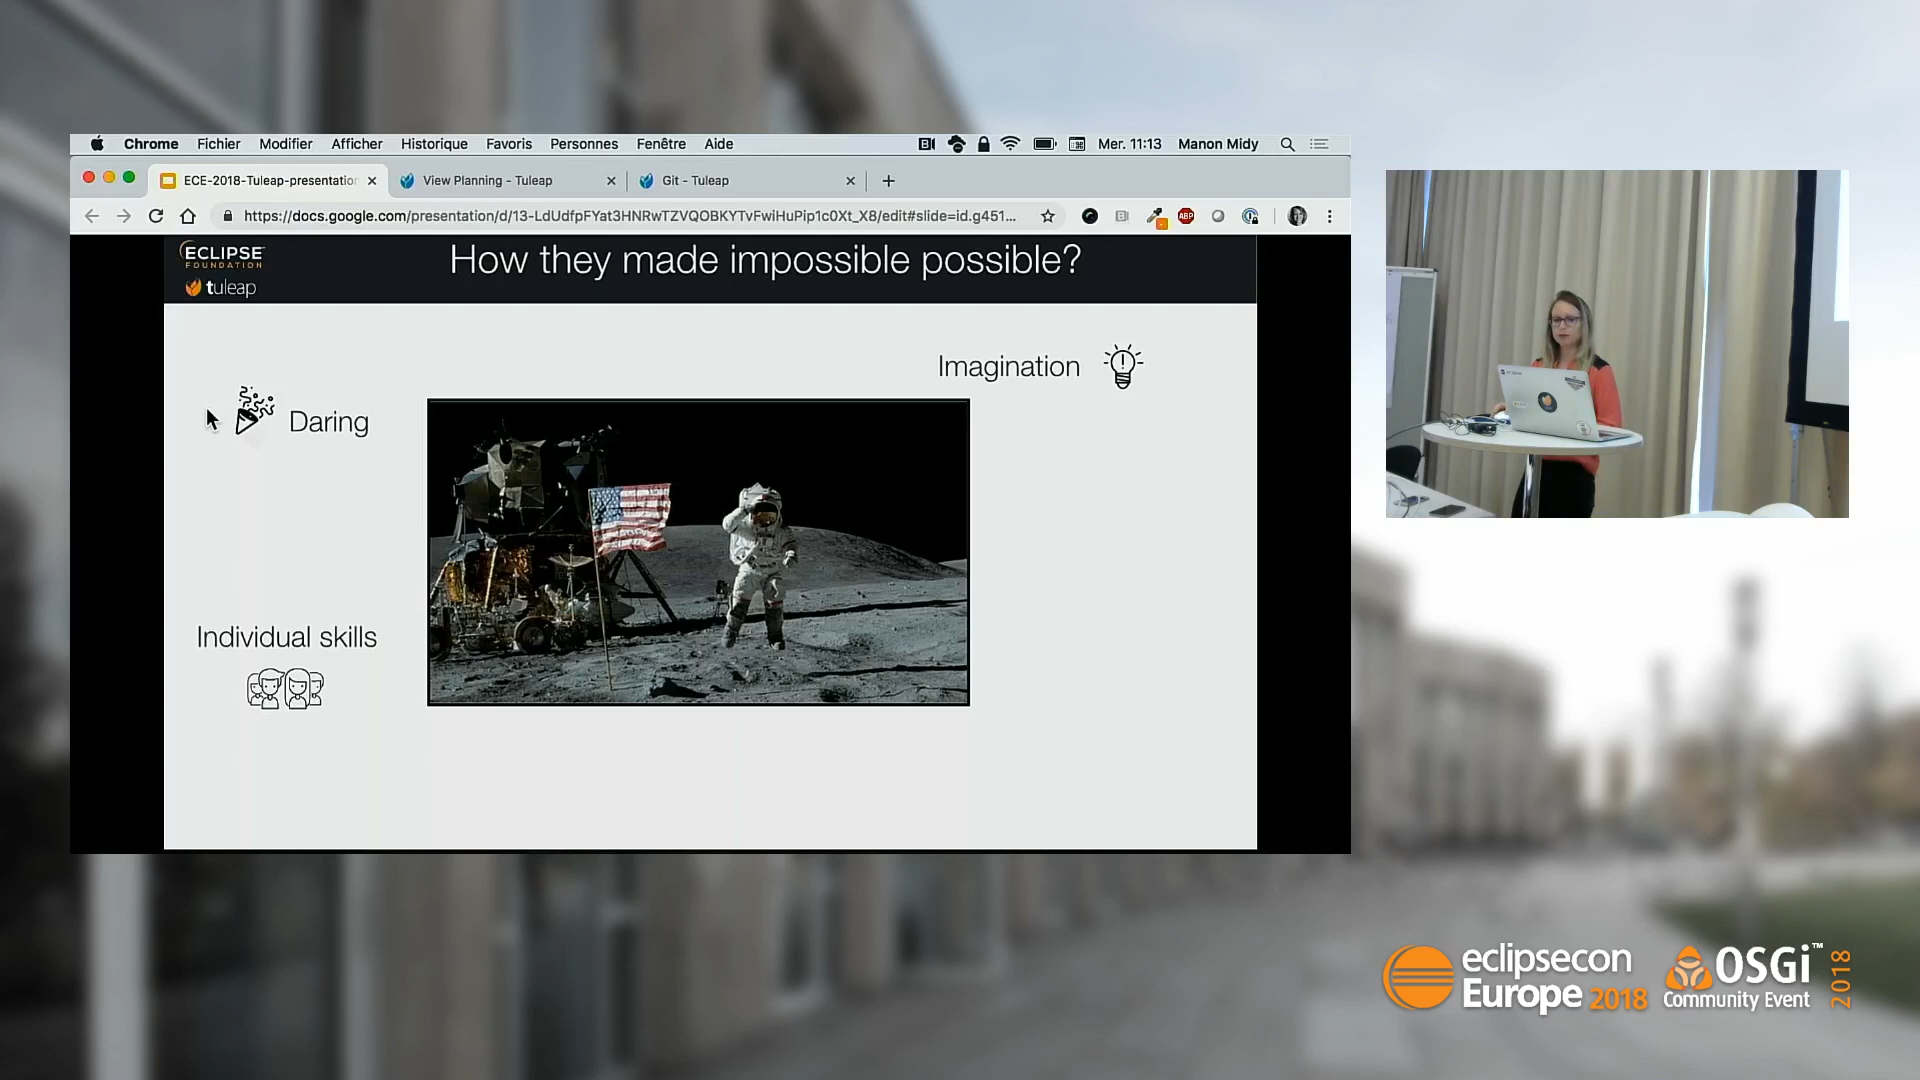 Chrome Fichier Modifier Afficher Historique Favoris Personnes Fenêtre Aide Mer. 11:13 Manon Midy
ECE-2018-Tuleap-presentation View Planning - Tuleap Git - Tuleap
https://docs.google.com/presentation/d/13-LdUdfpFYat3HNRwTZVQOBKYTvFwiHuPip1c0Xt_X8/edit#slide=id.g451... ABP
ECLIPSE
FOUNDATION
tuleap
How they made impossible possible?
Imagination
Daring
Individual skills
eclipsecon
Europe 2018
OSGi™
Community Event
2018